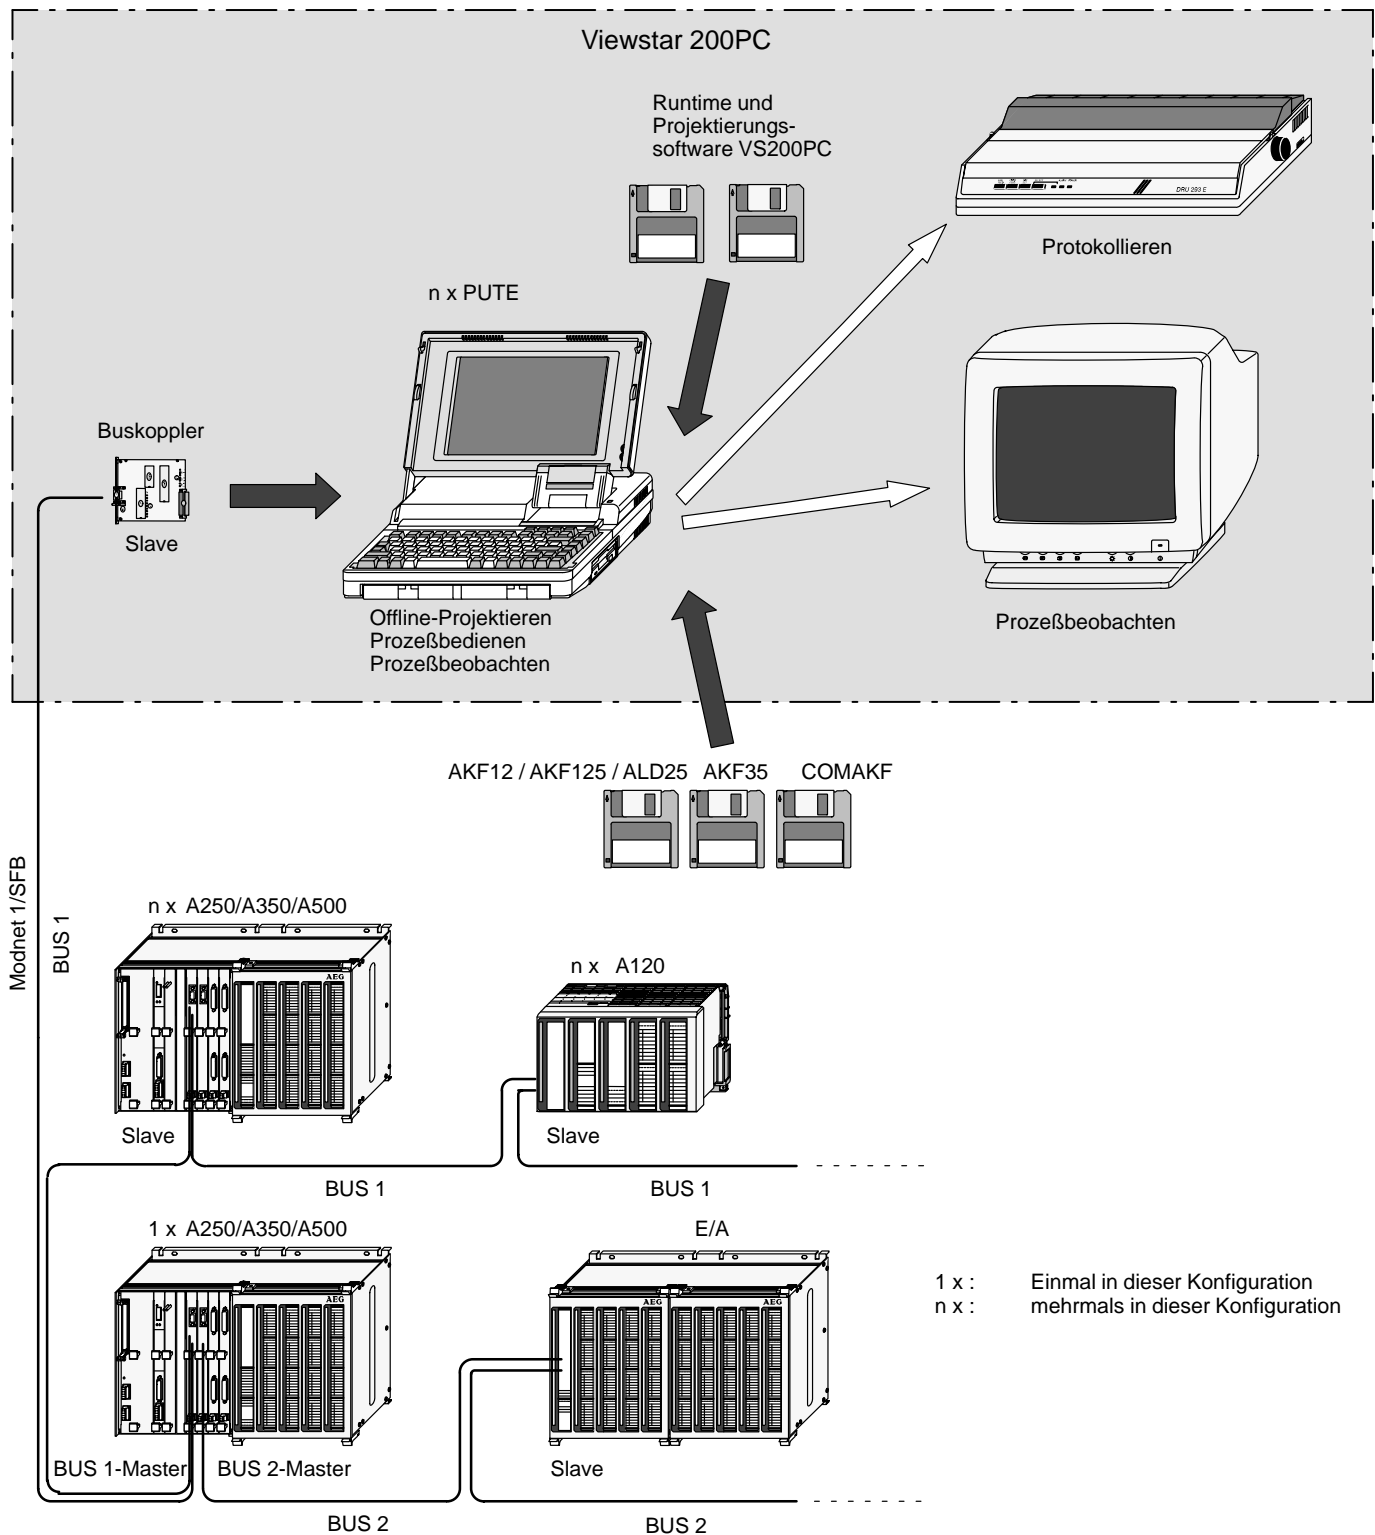 Viewstar 200PC
Runtime und
Projektierungs-
software VS200PC
DRU 293 E
Protokollieren
n x PUTE
Buskoppler
Slave
Offline-Projektieren
Prozeßbedienen
Prozeßbeobachten
Prozeßbeobachten
AKF12 / AKF125 / ALD25 AKF35 COMAKF
Modnet 1/SFB
BUS 1
n x A250/A350/A500
AEG
n x A120
Slave
Slave
BUS 1
BUS 1
1 x A250/A350/A500
AEG
E/A
AEG
AEG
1 x : Einmal in dieser Konfiguration
n x : mehrmals in dieser Konfiguration
BUS 1-Master
BUS 2-Master
Slave
BUS 2
BUS 2